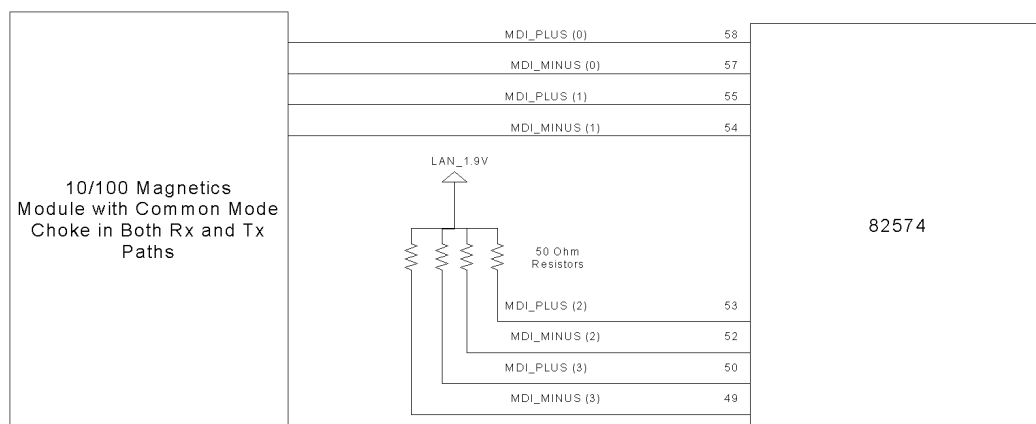 MDI_PLUS (0) 58
MDI_MINUS (0) 57
MDI_PLUS (1) 55
MDI_MINUS (1) 54
LAN_1.9V
10/100 Magnetics
Module with Common Mode
Choke in Both Rx and Tx
Paths
82574
50 Ohm
Resistors
MDI_PLUS (2) 53
MDI_MINUS (2) 52
MDI_PLUS (3) 50
MDI_MINUS (3) 49